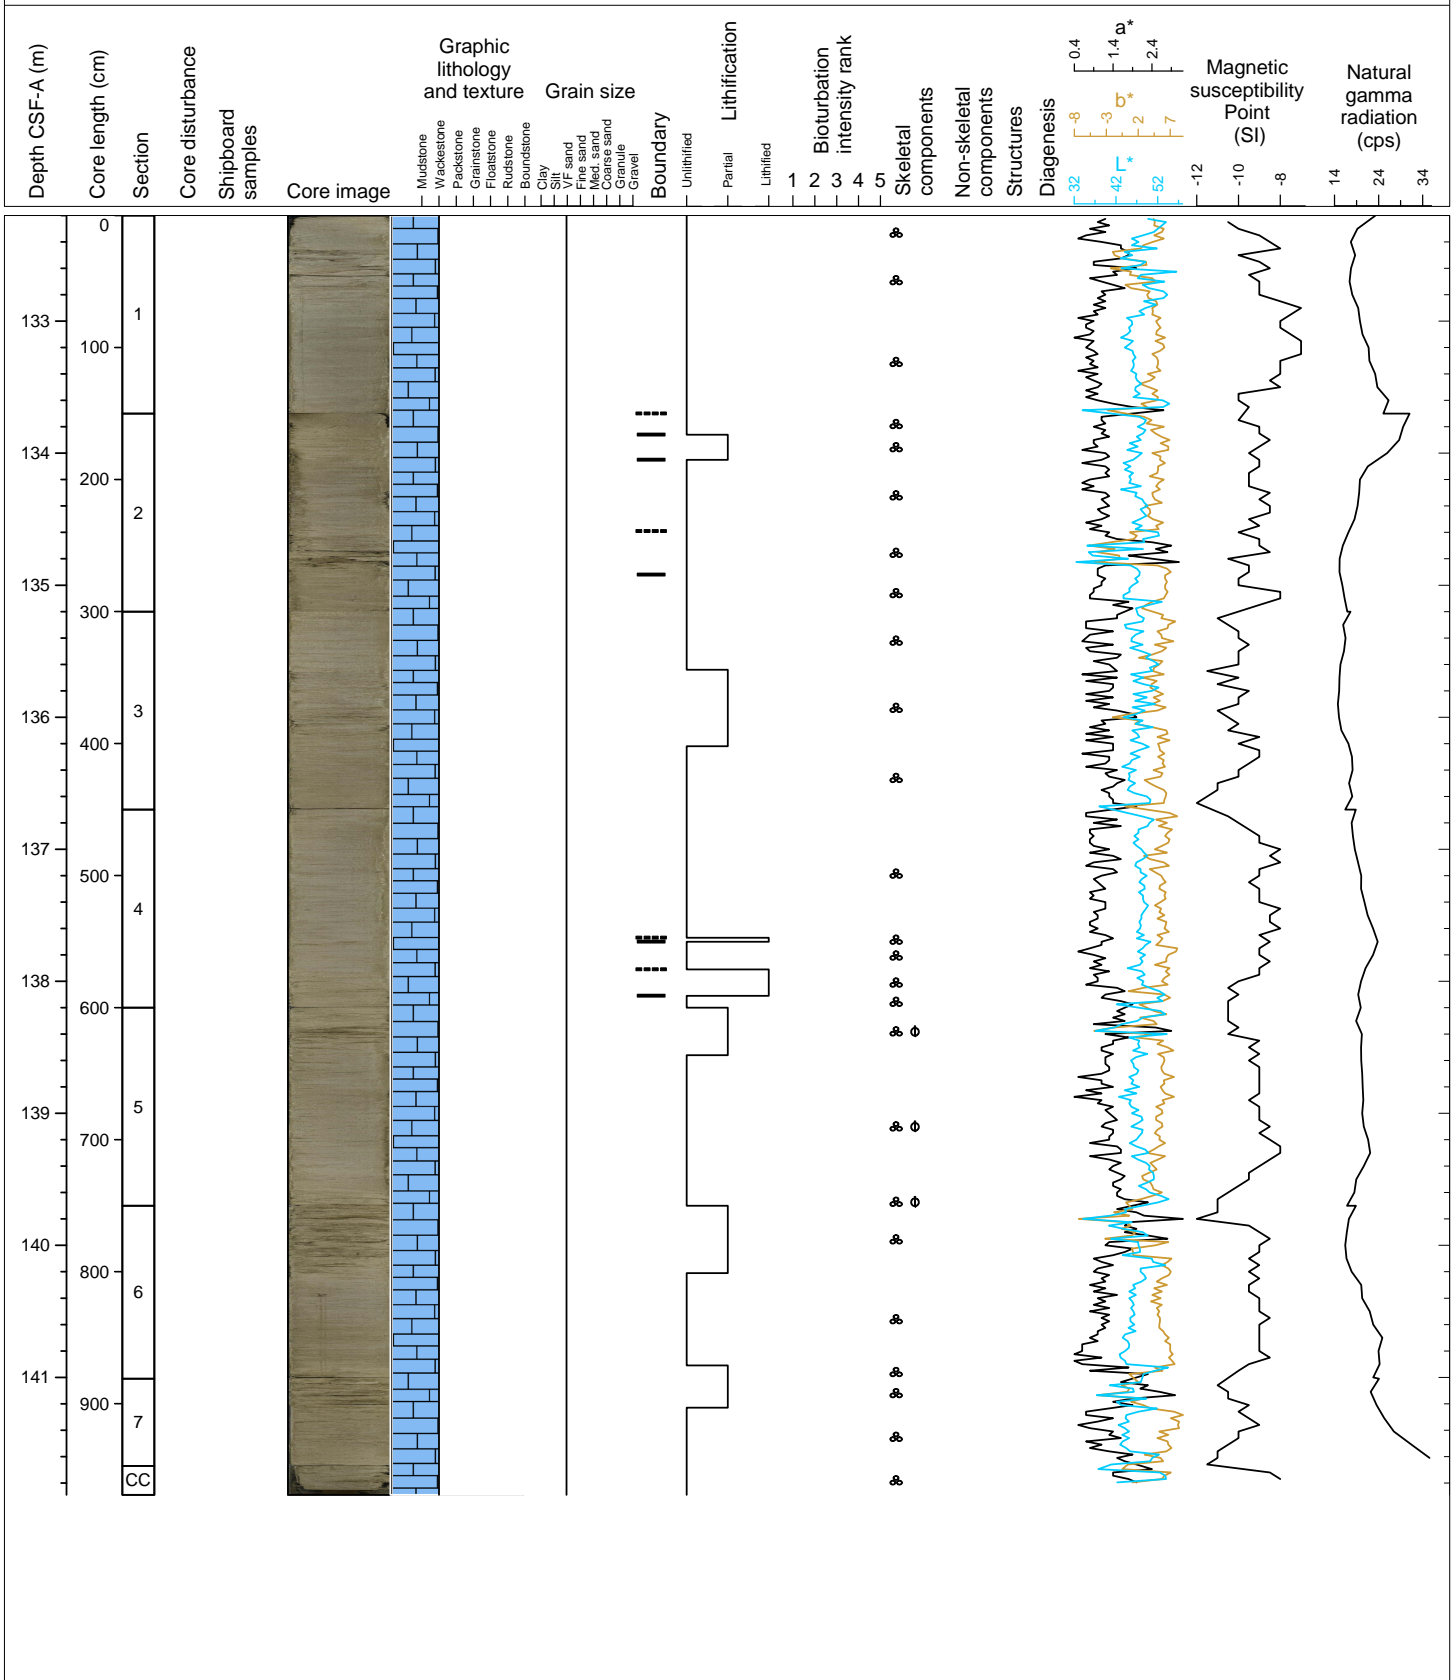 Depth CSF-A (m)
Core length (cm)
Section
Core disturbance
Shipboard
samples
Core image
Graphic
lithology
and texture
Mudstone
Wackestone
Packstone
Grainstone
Floatstone
Rudstone
Boundstone
Grain size
Clay
Silt
VF sand
Fine sand
Med. sand
Coarse sand
Granule
Gravel
Boundary
Lithification
Unlithified
Partial
Lithified
Bioturbation
intensity rank
1 2 3 4 5
Skeletal
components
Non-skeletal
components
Structures
Diagenesis
a*
0.4 1.4 2.4
b*
-8 -3 2 7
L*
32 42 52
Magnetic
susceptibility
Point
(SI)
-12 -10 -8
Natural
gamma
radiation
(cps)
14 24 34
0
1
133
100
134
200
2
135
300
3
136
400
137
500
4
138
600
5
139
700
140
800
6
141
900
7
CC